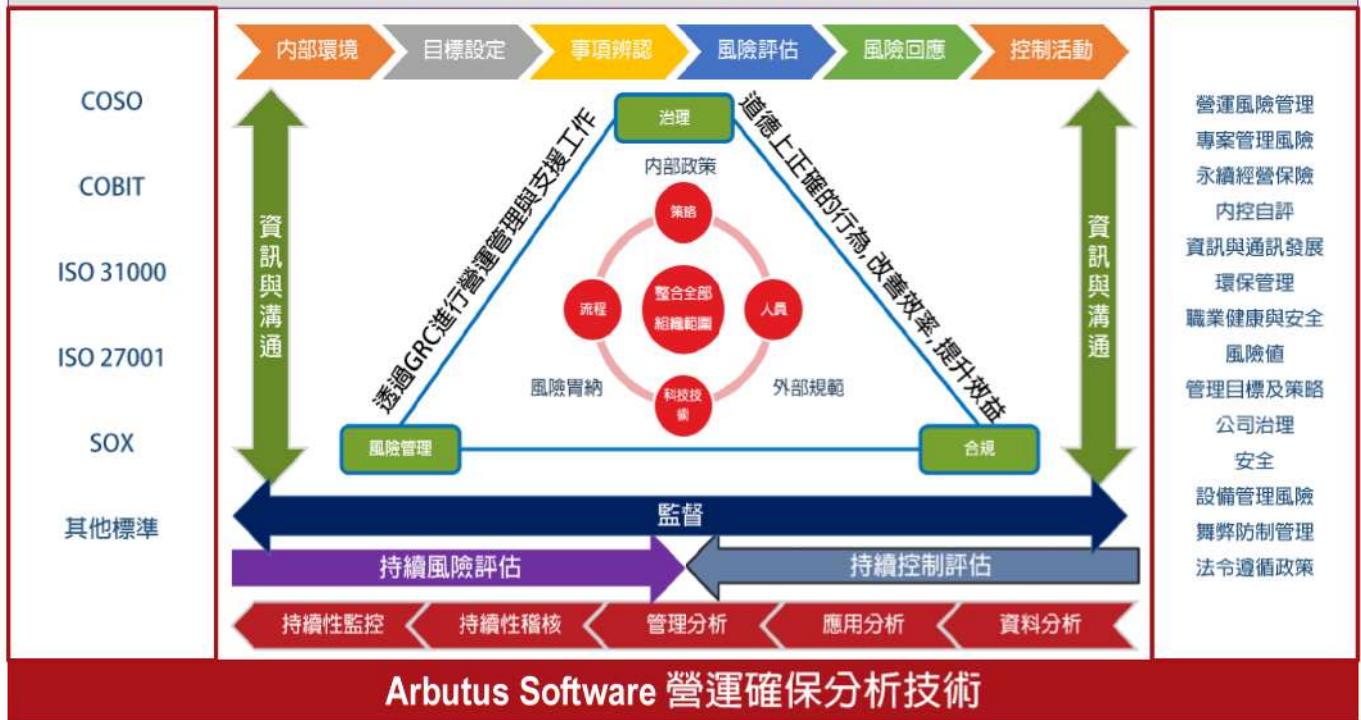 COSO
COBIT
ISO 31000
ISO 27001
SOX
其他標準
內部環境
目標設定
事項辨認
風險評估
風險回應
控制活動
資訊與溝通
透過GRC進行營運管理與支援工作
治理
道德上正確的行為,改善效率,提升效益
內部政策
策略
流程
整合全部
組織範圍
人員
風險胃納
科技技
術
外部規範
風險管理
合規
資訊與溝通
監督
持續風險評估
持續控制評估
持續性監控
持續性稽核
管理分析
應用分析
資料分析
營運風險管理
專案管理風險
永續經營保險
內控自評
資訊與通訊發展
環保管理
職業健康與安全
風險值
管理目標及策略
公司治理
安全
設備管理風險
舞弊防制管理
法令遵循政策
Arbutus Software 營運確保分析技術